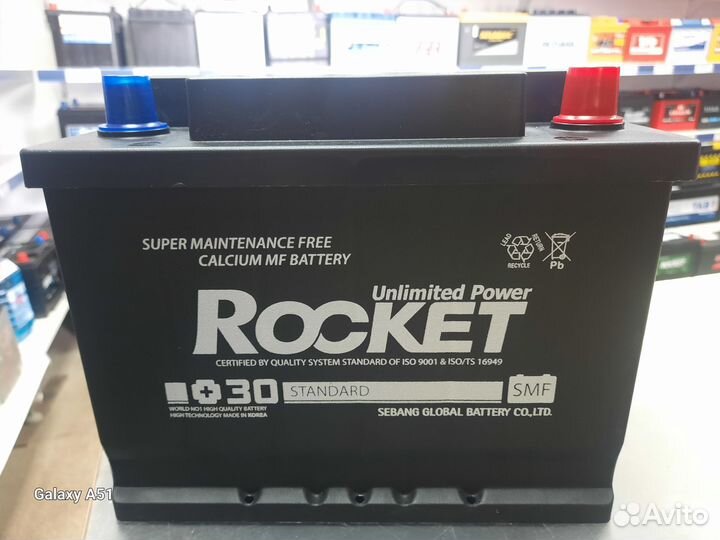 SUPER MAINTENANCE FREE
CALCIUM MF BATTERY
LEAD
RETURN
RECYCLE
Pb
Unlimited Power
ROCKET
CERTIFIED BY QUALITY SYSTEM STANDARD OF ISO 9001 & ISO/TS 16949
+30 STANDARD SMF
WORLD NO1 HIGH QUALITY BATTERY
HIGH TECHNOLOGY MADE IN KOREA
SEBANG GLOBAL BATTERY CO.,LTD.
Galaxy A51
Avito